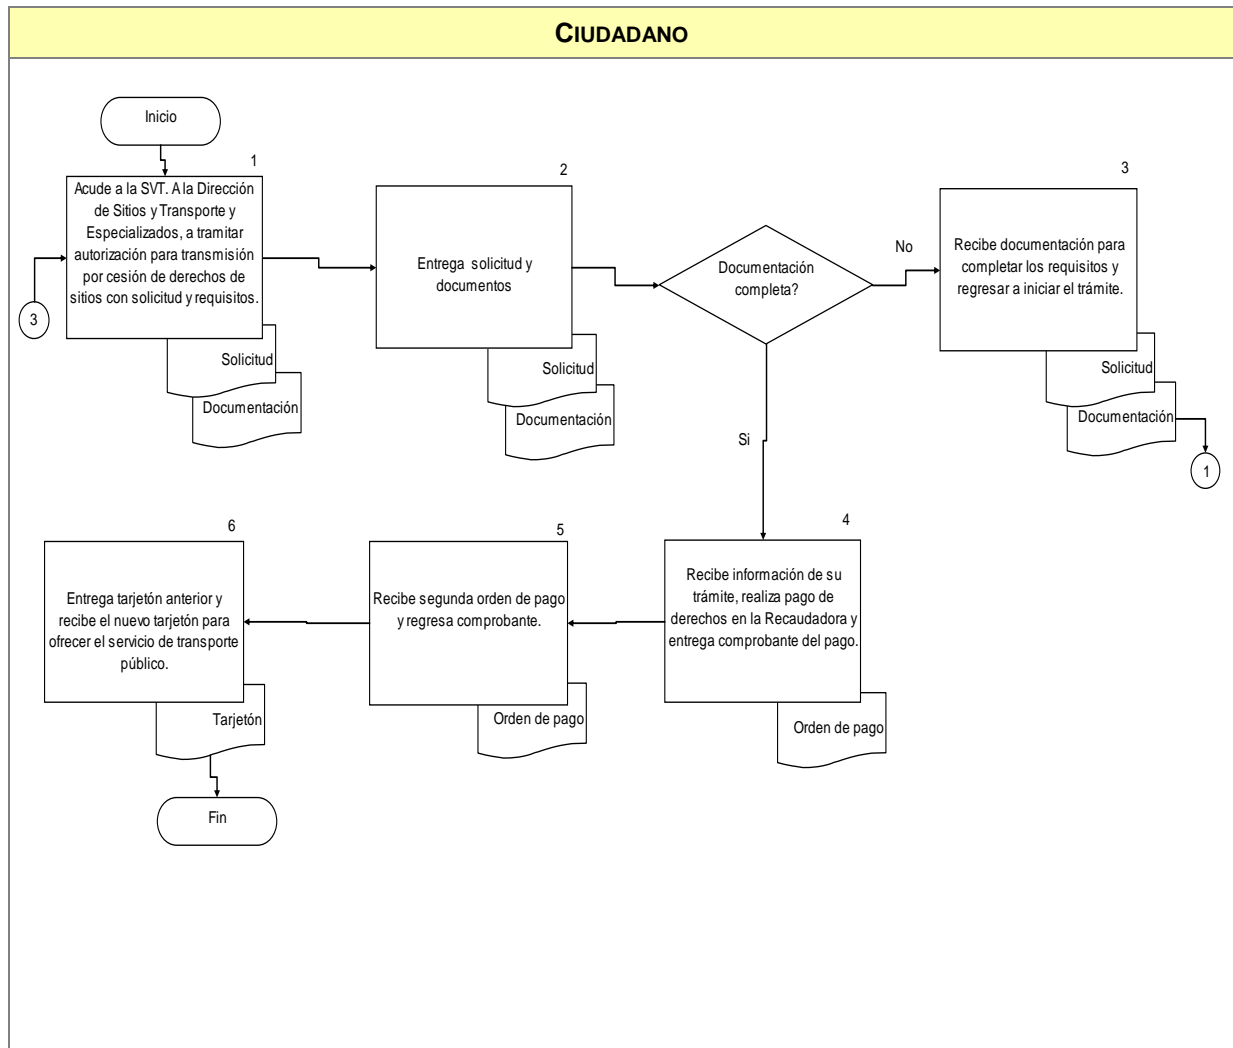 CIUDADANO
Inicio
1
Acude a la SVT. A la Dirección
de Sitios y Transporte y
Especializados, a tramitar
autorización para transmisión
por cesión de derechos de
sitios con solicitud y requisitos.
3
Solicitud
Documentación
2
Entrega solicitud y
documentos
Solicitud
Documentación
Documentación
completa?
No
Si
3
Recibe documentación para
completar los requisitos y
regresar a iniciar el trámite.
Solicitud
Documentación
1
4
Recibe información de su
trámite, realiza pago de
derechos en la Recaudadora y
entrega comprobante del pago.
Orden de pago
5
Recibe segunda orden de pago
y regresa comprobante.
Orden de pago
6
Entrega tarjetón anterior y
recibe el nuevo tarjetón para
ofrecer el servicio de transporte
público.
Tarjetón
Fin